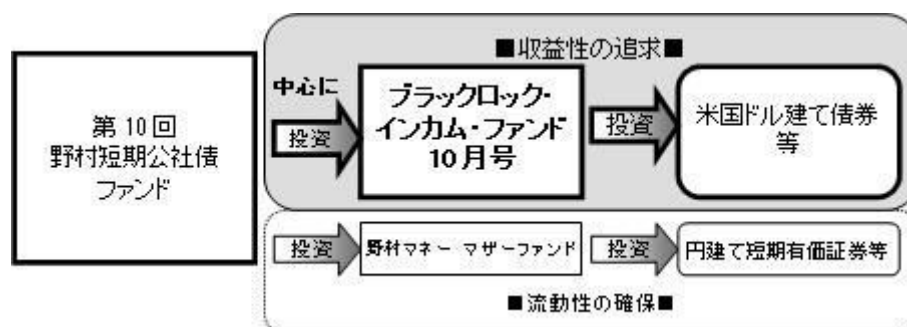 ■収益性の追求■
第10回
野村短期公社債
ファンド
中心に
投資
ブラックロック・
インカム・ファンド
10月号
投資
米国ドル建て債券
等
投資
野村マネー マザーファンド
投資
円建て短期有価証券等
■流動性の確保■